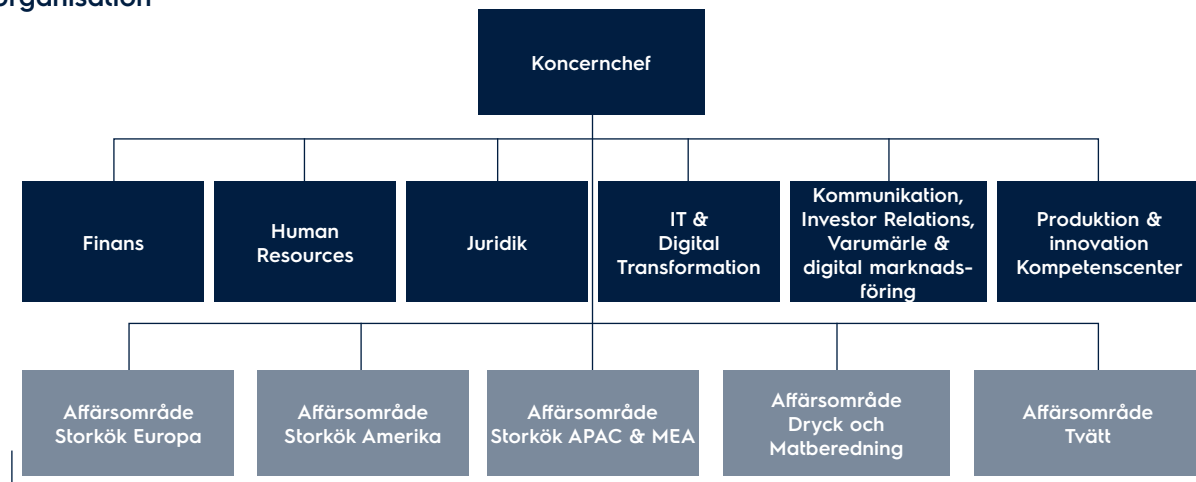 organisation
Koncernchef
Finans
Human
Resources
Juridik
IT &
Digital
Transformation
Kommunikation,
Investor Relations,
Varumärle &
digital marknads-
föring
Produktion &
innovation
Kompetenscenter
Affärsområde
Storkök Europa
Affärsområde
Storkök Amerika
Affärsområde
Storkök APAC & MEA
Affärsområde
Dryck och
Matberedning
Affärsområde
Tvätt